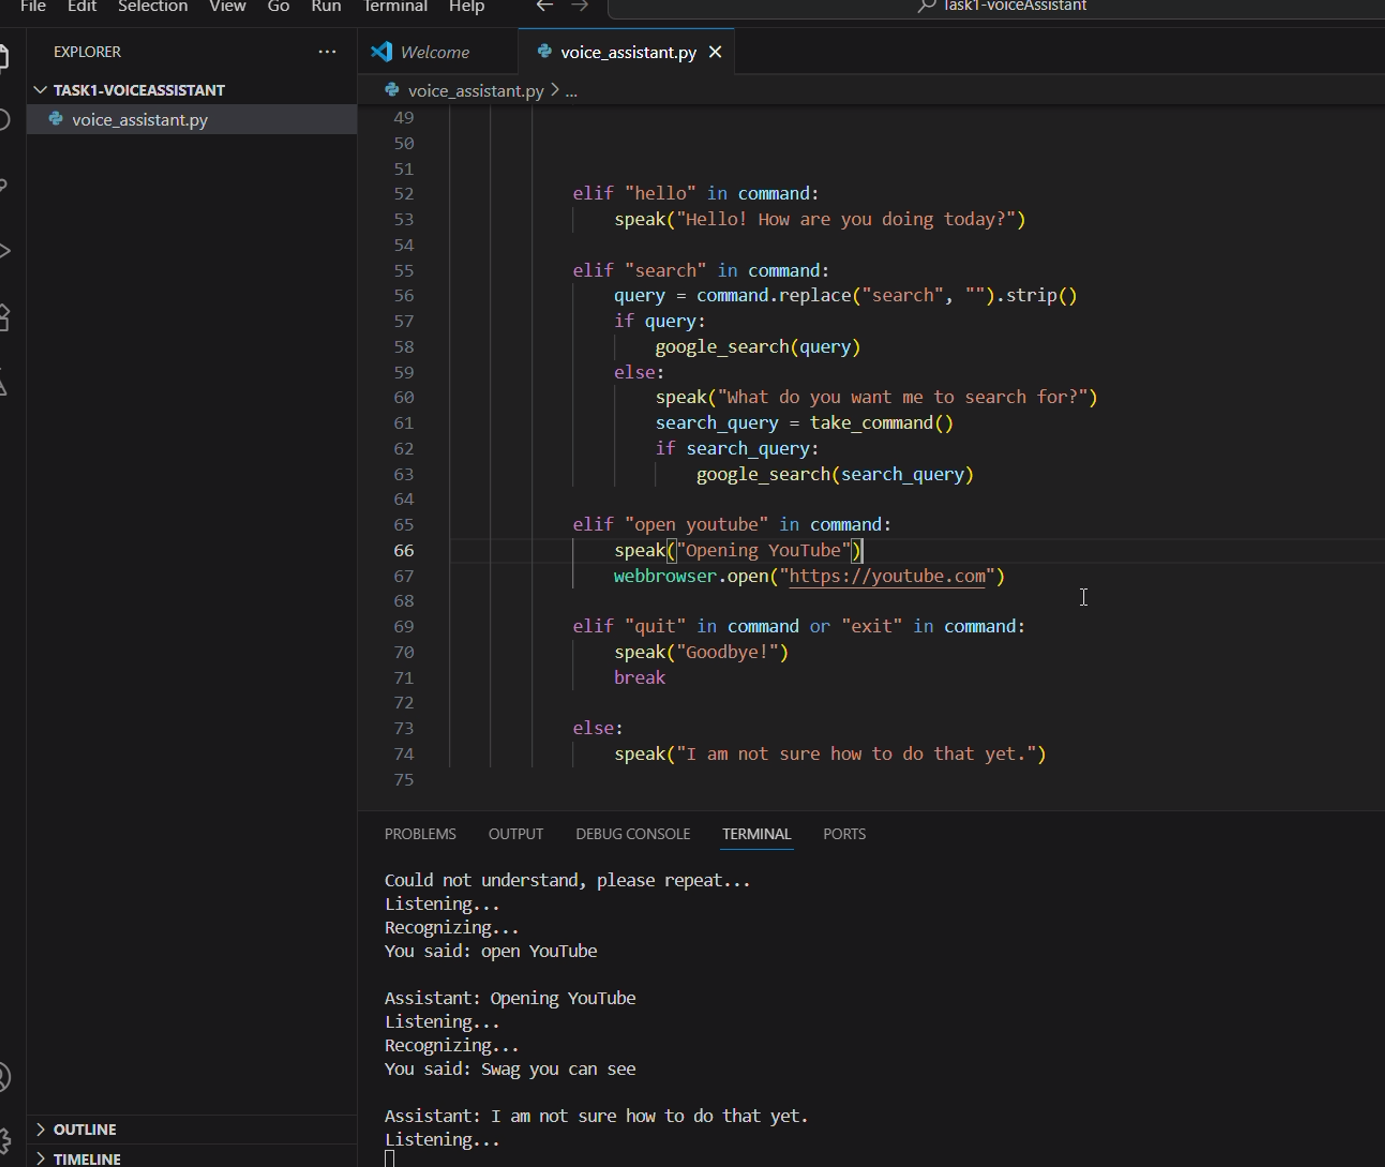 File Edit Selection View Go Run Terminal Help
Task1-voiceAssistant
EXPLORER ...
TASK1-VOICEASSISTANT
voice_assistant.py
OUTLINE
TIMELINE
Welcome voice_assistant.py
voice_assistant.py > ...
49
50
51
52 elif "hello" in command:
53 speak("Hello! How are you doing today?")
54
55 elif "search" in command:
56 query = command.replace("search", "").strip()
57 if query:
58 google_search(query)
59 else:
60 speak("What do you want me to search for?")
61 search_query = take_command()
62 if search_query:
63 google_search(search_query)
64
65 elif "open youtube" in command:
66 speak("Opening YouTube")
67 webbrowser.open("https://youtube.com")
68
69 elif "quit" in command or "exit" in command:
70 speak("Goodbye!")
71 break
72
73 else:
74 speak("I am not sure how to do that yet.")
75
PROBLEMS OUTPUT DEBUG CONSOLE TERMINAL PORTS
Could not understand, please repeat...
Listening...
Recognizing...
You said: open YouTube
Assistant: Opening YouTube
Listening...
Recognizing...
You said: Swag you can see
Assistant: I am not sure how to do that yet.
Listening...